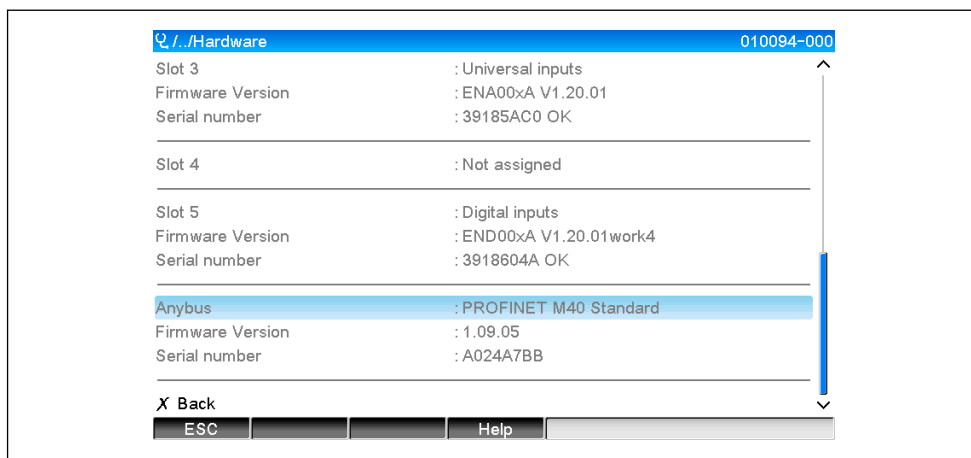 /../Hardware 010094-000
Slot 3 : Universal inputs
Firmware Version : ENA00xA V1.20.01
Serial number : 39185AC0 OK
Slot 4 : Not assigned
Slot 5 : Digital inputs
Firmware Version : END00xA V1.20.01work4
Serial number : 3918604A OK
Anybus : PROFINET M40 Standard
Firmware Version : 1.09.05
Serial number : A024A7BB
X Back
ESC Help